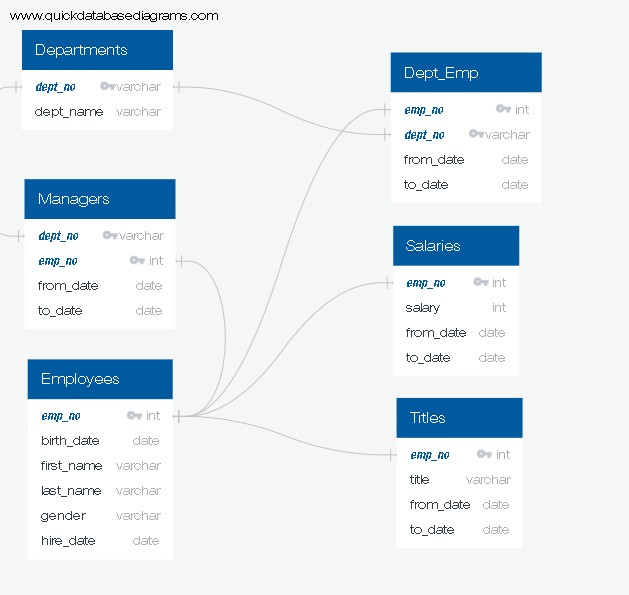 www.quickdatabasediagrams.com
Departments
dept_no varchar
dept_name varchar
Managers
dept_no varchar
emp_no int
from_date date
to_date date
Employees
emp_no int
birth_date date
first_name varchar
last_name varchar
gender varchar
hire_date date
Dept_Emp
emp_no int
dept_no varchar
from_date date
to_date date
Salaries
emp_no int
salary int
from_date date
to_date date
Titles
emp_no int
title varchar
from_date date
to_date date